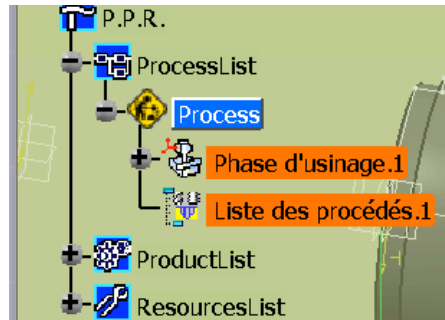 P.P.R.
ProcessList
Process
Phase d'usinage.1
Liste des procédés.1
ProductList
ResourcesList